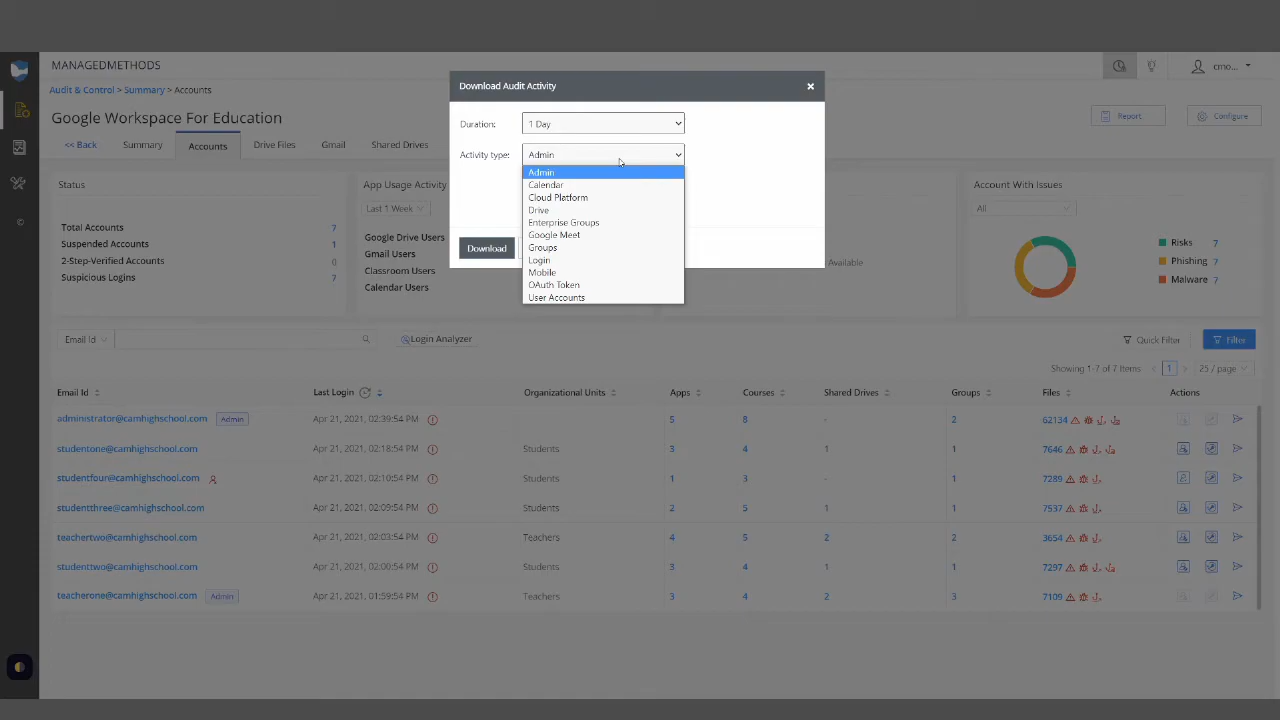 MANAGEDMETHODS
cmo...
Audit & Control > Summary > Accounts
Google Workspace For Education
Report
Configure
<< Back
Summary
Accounts
Drive Files
Gmail
Shared Drives
Download Audit Activity
Duration:
1 Day
Activity type:
Admin
Admin
Calendar
Cloud Platform
Drive
Enterprise Groups
Google Meet
Groups
Login
Mobile
OAuth Token
User Accounts
Download
Status
Total Accounts 7
Suspended Accounts 1
2-Step-Verified Accounts 0
Suspicious Logins 7
App Usage Activity
Last 1 Week
Google Drive Users
Gmail Users
Classroom Users
Calendar Users
Available
Account With Issues
All
Risks 7
Phishing 7
Malware 7
Email Id
Login Analyzer
Quick Filter
Filter
Showing 1-7 of 7 Items < 1 > 25 / page
Email Id Last Login Organizational Units Apps Courses Shared Drives Groups Files Actions
administrator@camhighschool.com Admin Apr 21, 2021, 02:39:54 PM 5 8 - 2 62134
studentone@camhighschool.com Apr 21, 2021, 02:18:54 PM Students 3 4 1 1 7646
studentfour@camhighschool.com Apr 21, 2021, 02:10:54 PM Students 1 3 - 1 7289
studentthree@camhighschool.com Apr 21, 2021, 02:09:54 PM Students 2 5 1 1 7537
teachertwo@camhighschool.com Apr 21, 2021, 02:03:54 PM Teachers 4 5 2 2 3654
studenttwo@camhighschool.com Apr 21, 2021, 02:00:54 PM Students 3 4 1 1 7297
teacherone@camhighschool.com Admin Apr 21, 2021, 01:59:54 PM Teachers 3 4 2 3 7109